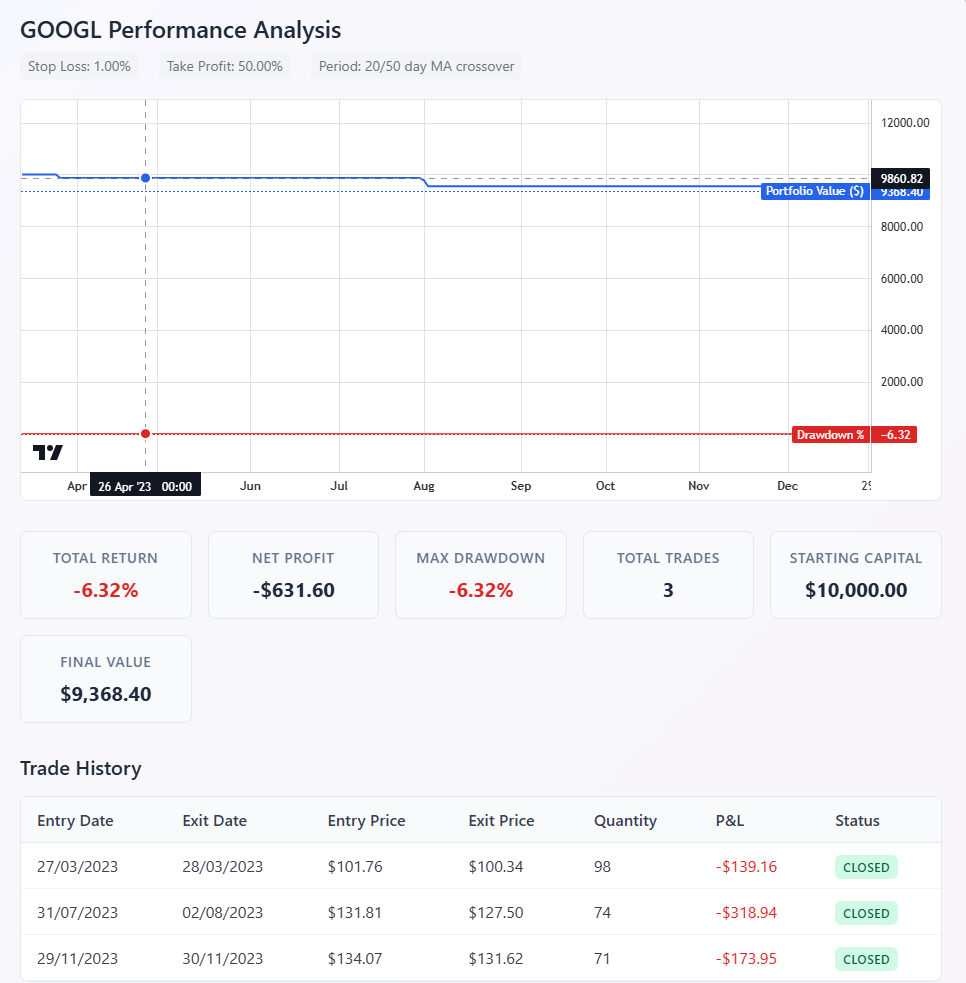 GOOGL Performance Analysis
Stop Loss: 1.00% Take Profit: 50.00% Period: 20/50 day MA crossover
12000.00
9860.82
Portfolio Value ($) 9368.40
8000.00
6000.00
4000.00
2000.00
Drawdown % −6.32
Apr 26 Apr '23 00:00 Jun Jul Aug Sep Oct Nov Dec 29
TOTAL RETURN NET PROFIT MAX DRAWDOWN TOTAL TRADES STARTING CAPITAL
-6.32% -$631.60 -6.32% 3 $10,000.00
FINAL VALUE
$9,368.40
Trade History
Entry Date Exit Date Entry Price Exit Price Quantity P&L Status
27/03/2023 28/03/2023 $101.76 $100.34 98 -$139.16 CLOSED
31/07/2023 02/08/2023 $131.81 $127.50 74 -$318.94 CLOSED
29/11/2023 30/11/2023 $134.07 $131.62 71 -$173.95 CLOSED